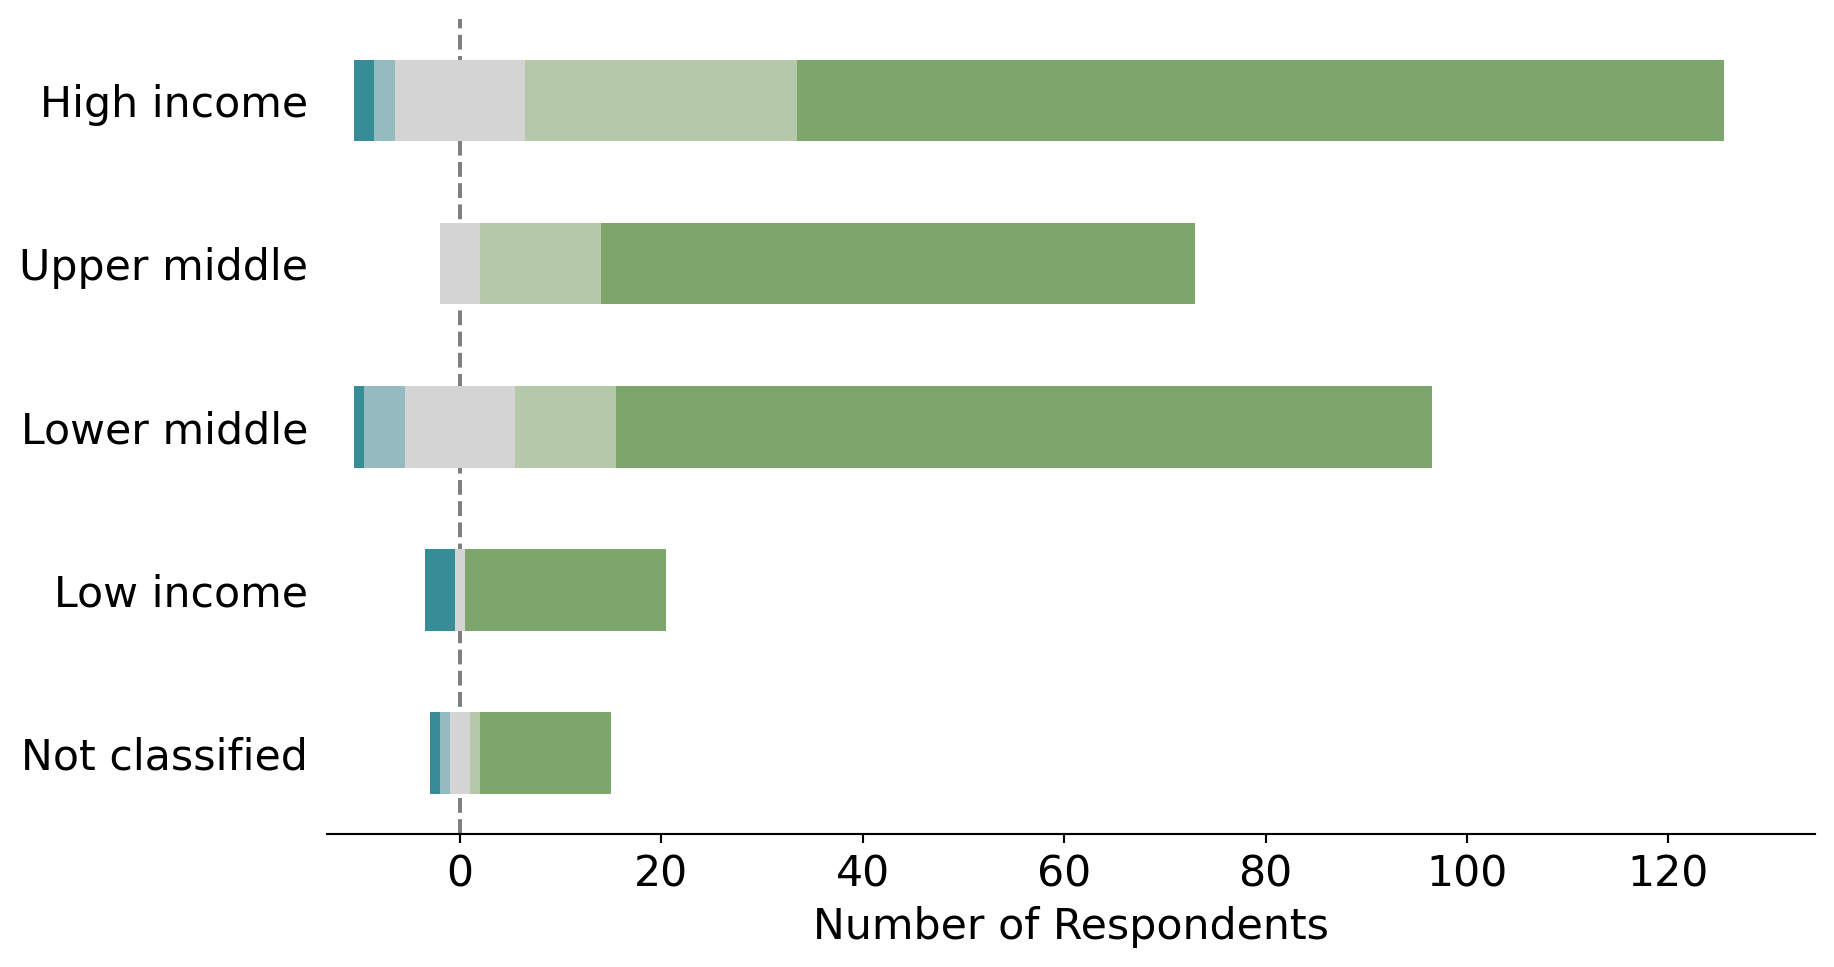 High income
Upper middle
Lower middle
Low income
Not classified
0 20 40 60 80 100 120
Number of Respondents